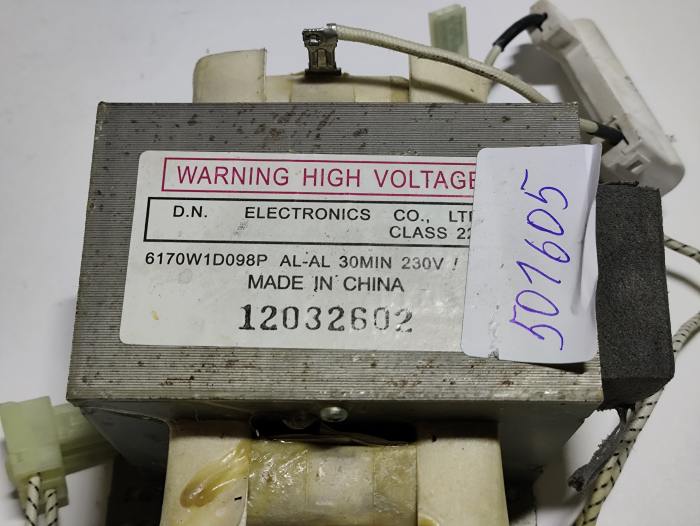 WARNING HIGH VOLTAGE
D.N. ELECTRONICS CO., LT
CLASS 22
6170W1D098P AL-AL 30MIN 230V /
MADE IN CHINA
12032602
501605